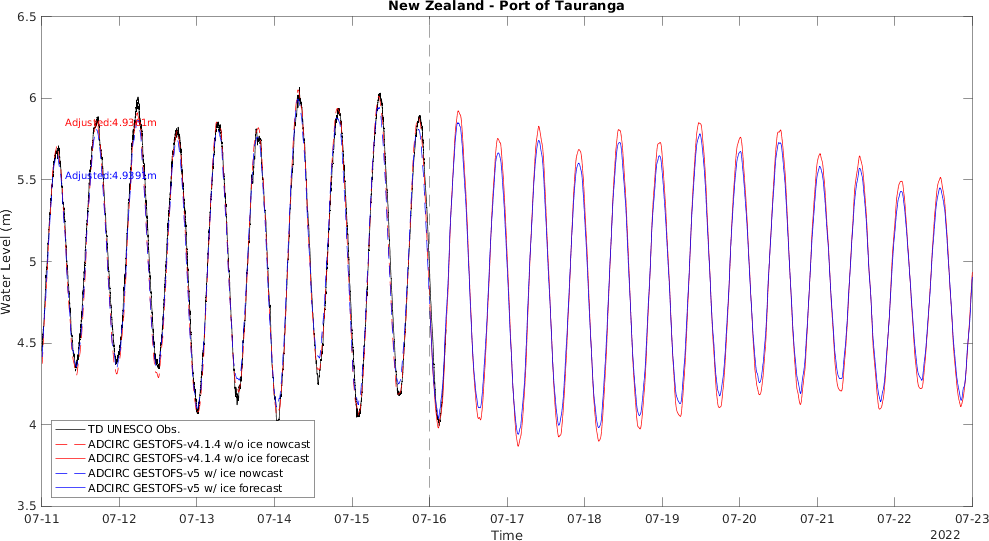 New Zealand - Port of Tauranga
6.5
6
5.5
5
4.5
4
3.5
Water Level (m)
Adjusted:4.9391m
TD UNESCO Obs.
ADCIRC GESTOFS-v4.1.4 w/o ice nowcast
ADCIRC GESTOFS-v4.1.4 w/o ice forecast
ADCIRC GESTOFS-v5 w/ ice nowcast
ADCIRC GESTOFS-v5 w/ ice forecast
07-11 07-12 07-13 07-14 07-15 07-16 07-17 07-18 07-19 07-20 07-21 07-22 07-23
Time
2022